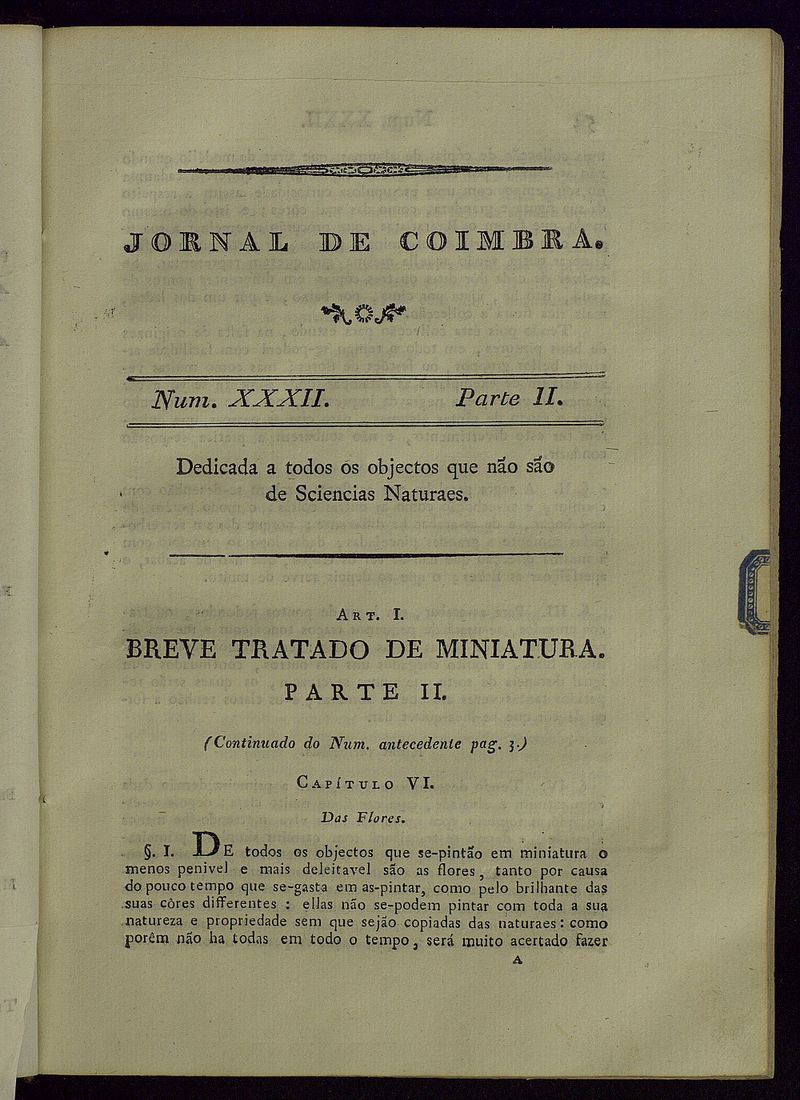 JORNAL DE COIMBRA.
Num. XXXII. Parte II.
Dedicada a todos os objectos que não são
de Sciencias Naturaes.
ART. I.
BREVE TRATADO DE MINIATURA.
PARTE II.
(Continuado do Num. antecedente pag. 3.)
CAPÍTULO VI.
Das Flores.
§. I. DE todos os objectos que se-pintão em miniatura o
menos penivel e mais deleitavel são as flores, tanto por causa
do pouco tempo que se-gasta em as-pintar, como pelo brilhante das
suas côres differentes : ellas não se-podem pintar com toda a sua
natureza e propriedade sem que sejão copiadas das naturaes: como
porêm não ha todas em todo o tempo, será muito acertado fazer
A